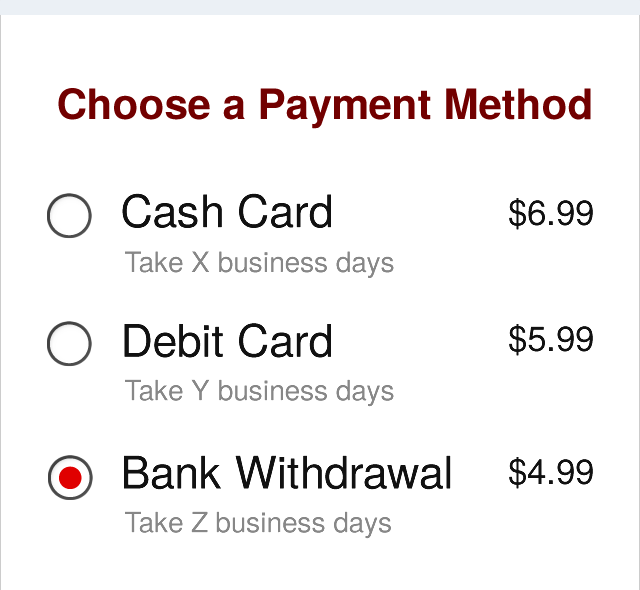 Choose a Payment Method
Cash Card $6.99
Take X business days
Debit Card $5.99
Take Y business days
Bank Withdrawal $4.99
Take Z business days